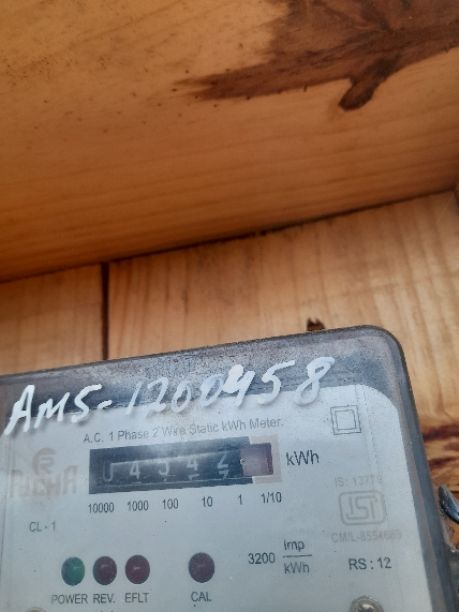 AMS-1200458
A.C. 1 Phase 2 Wire Static kWh Meter.
kWh
10000 1000 100 10 1 1/10
CL - 1
3200 Imp/kWh
RS : 12
POWER REV. EFLT CAL